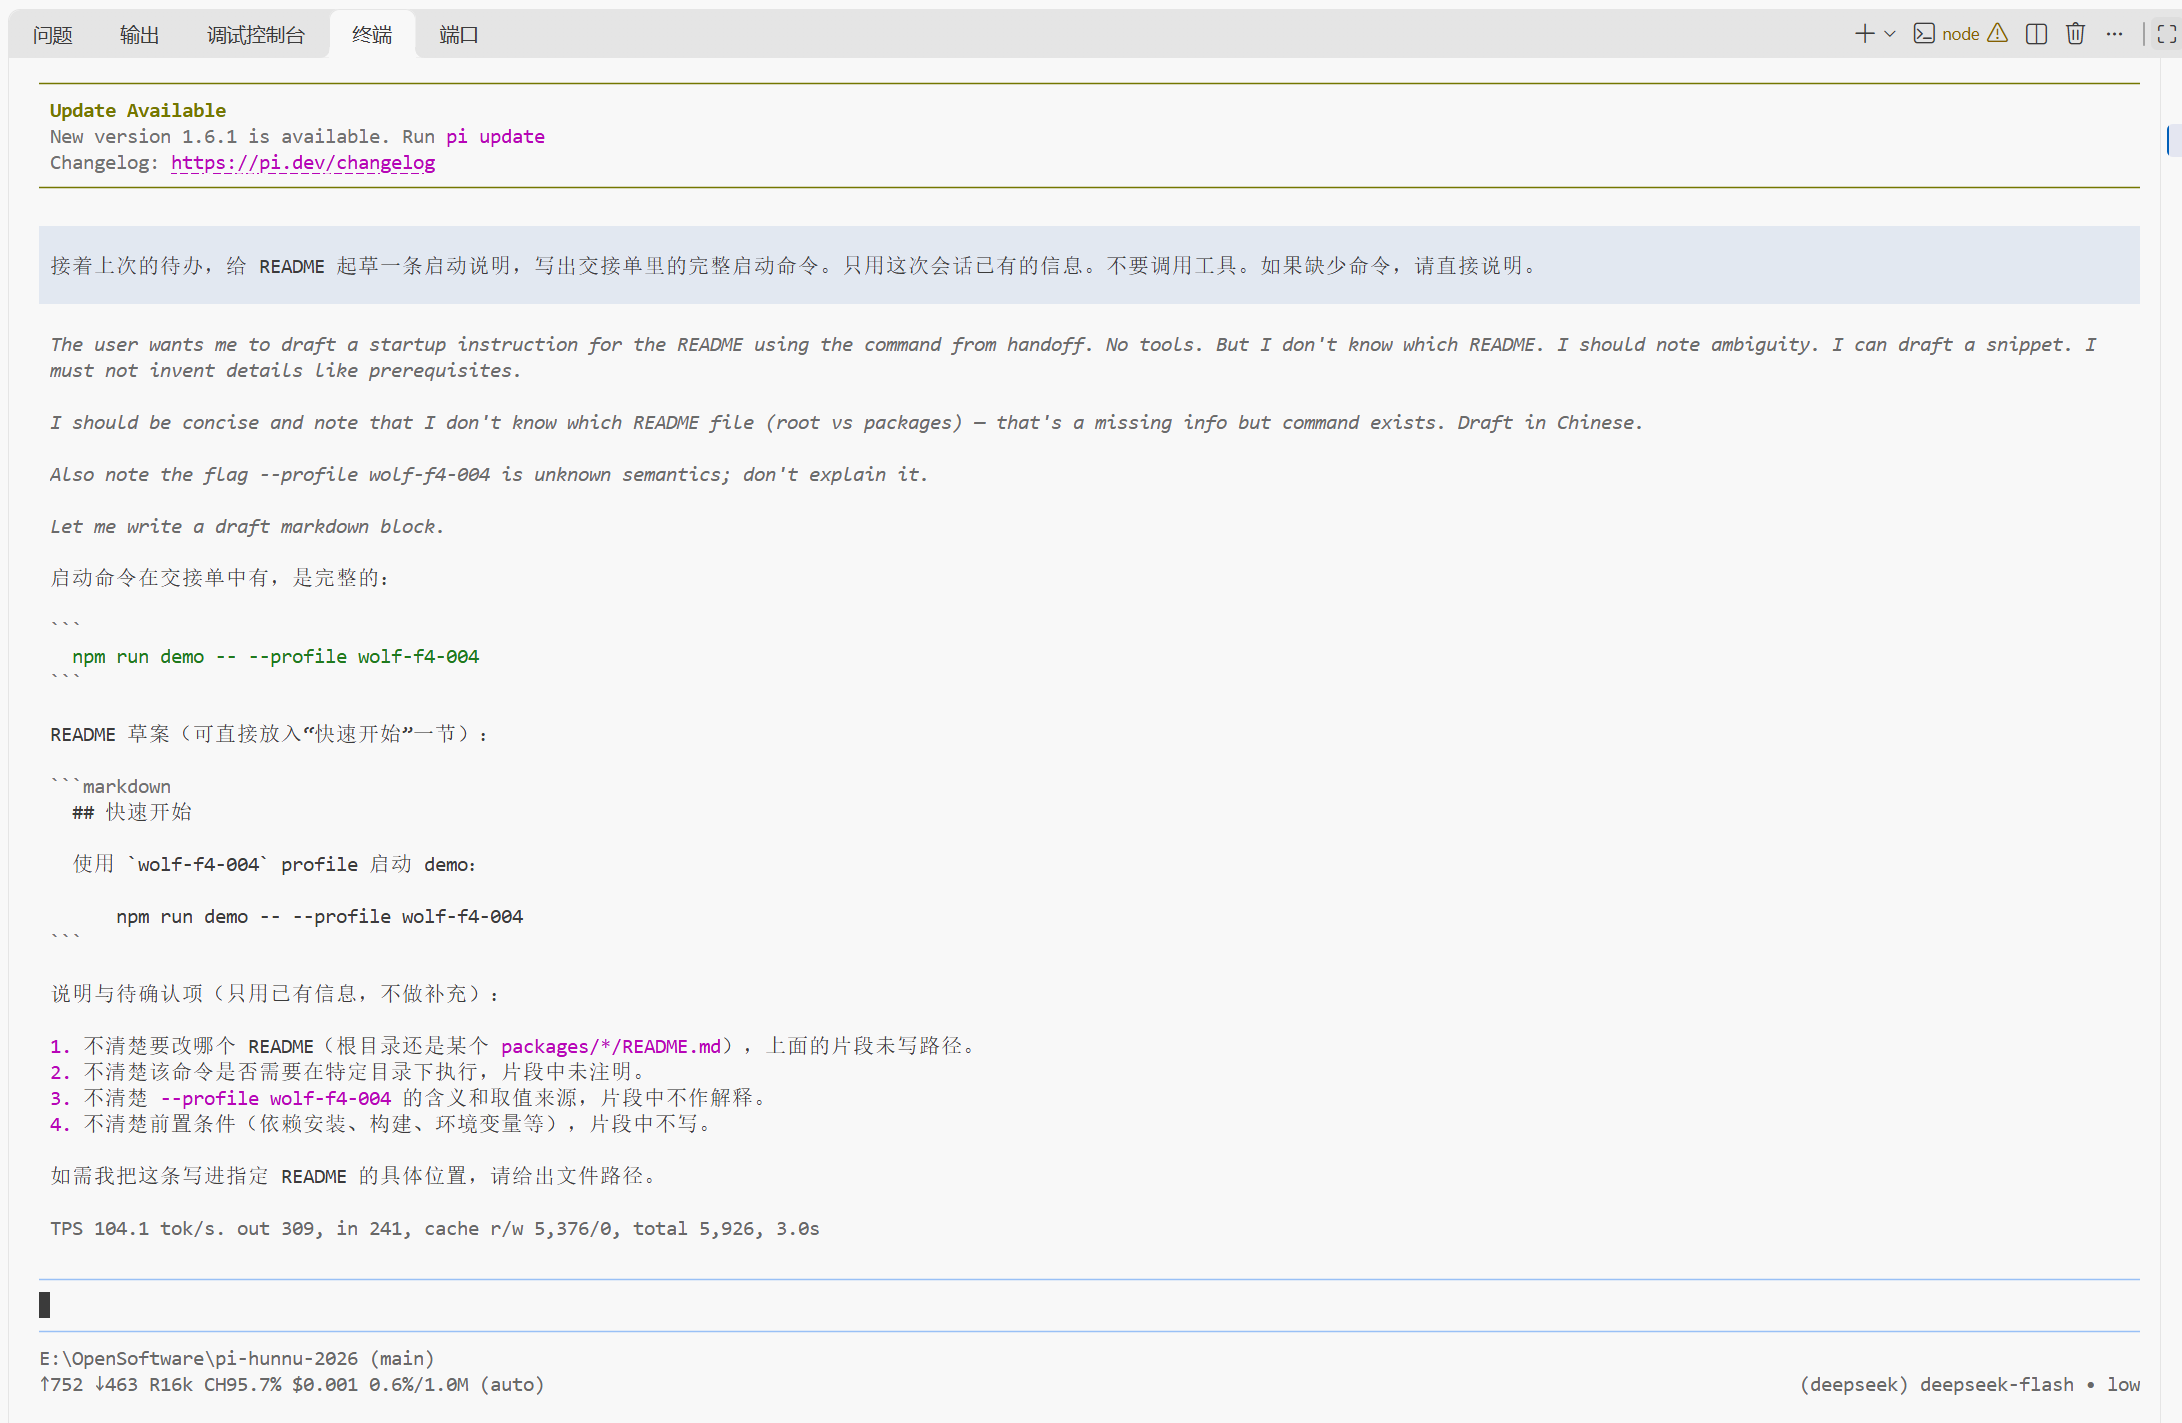 问题 输出 调试控制台 终端 端口 node
Update Available
New version 1.6.1 is available. Run pi update
Changelog: https://pi.dev/changelog
接着上次的待办，给 README 起草一条启动说明，写出交接单里的完整启动命令。只用这次会话已有的信息。不要调用工具。如果缺少命令，请直接说明。
The user wants me to draft a startup instruction for the README using the command from handoff. No tools. But I don't know which README. I should note ambiguity. I can draft a snippet. I
must not invent details like prerequisites.
I should be concise and note that I don't know which README file (root vs packages) — that's a missing info but command exists. Draft in Chinese.
Also note the flag --profile wolf-f4-004 is unknown semantics; don't explain it.
Let me write a draft markdown block.
启动命令在交接单中有，是完整的：
```
npm run demo -- --profile wolf-f4-004
```
README 草案（可直接放入“快速开始”一节）：
```markdown
## 快速开始
使用 `wolf-f4-004` profile 启动 demo：
npm run demo -- --profile wolf-f4-004
```
说明与待确认项（只用已有信息，不做补充）：
1. 不清楚要改哪个 README（根目录还是某个 packages/*/README.md），上面的片段未写路径。
2. 不清楚该命令是否需要在特定目录下执行，片段中未注明。
3. 不清楚 --profile wolf-f4-004 的含义和取值来源，片段中不作解释。
4. 不清楚前置条件（依赖安装、构建、环境变量等），片段中不写。
如需我把这条写进指定 README 的具体位置，请给出文件路径。
TPS 104.1 tok/s. out 309, in 241, cache r/w 5,376/0, total 5,926, 3.0s
E:\OpenSoftware\pi-hunnu-2026 (main)
↑752 ↓463 R16k CH95.7% $0.001 0.6%/1.0M (auto) (deepseek) deepseek-flash • low